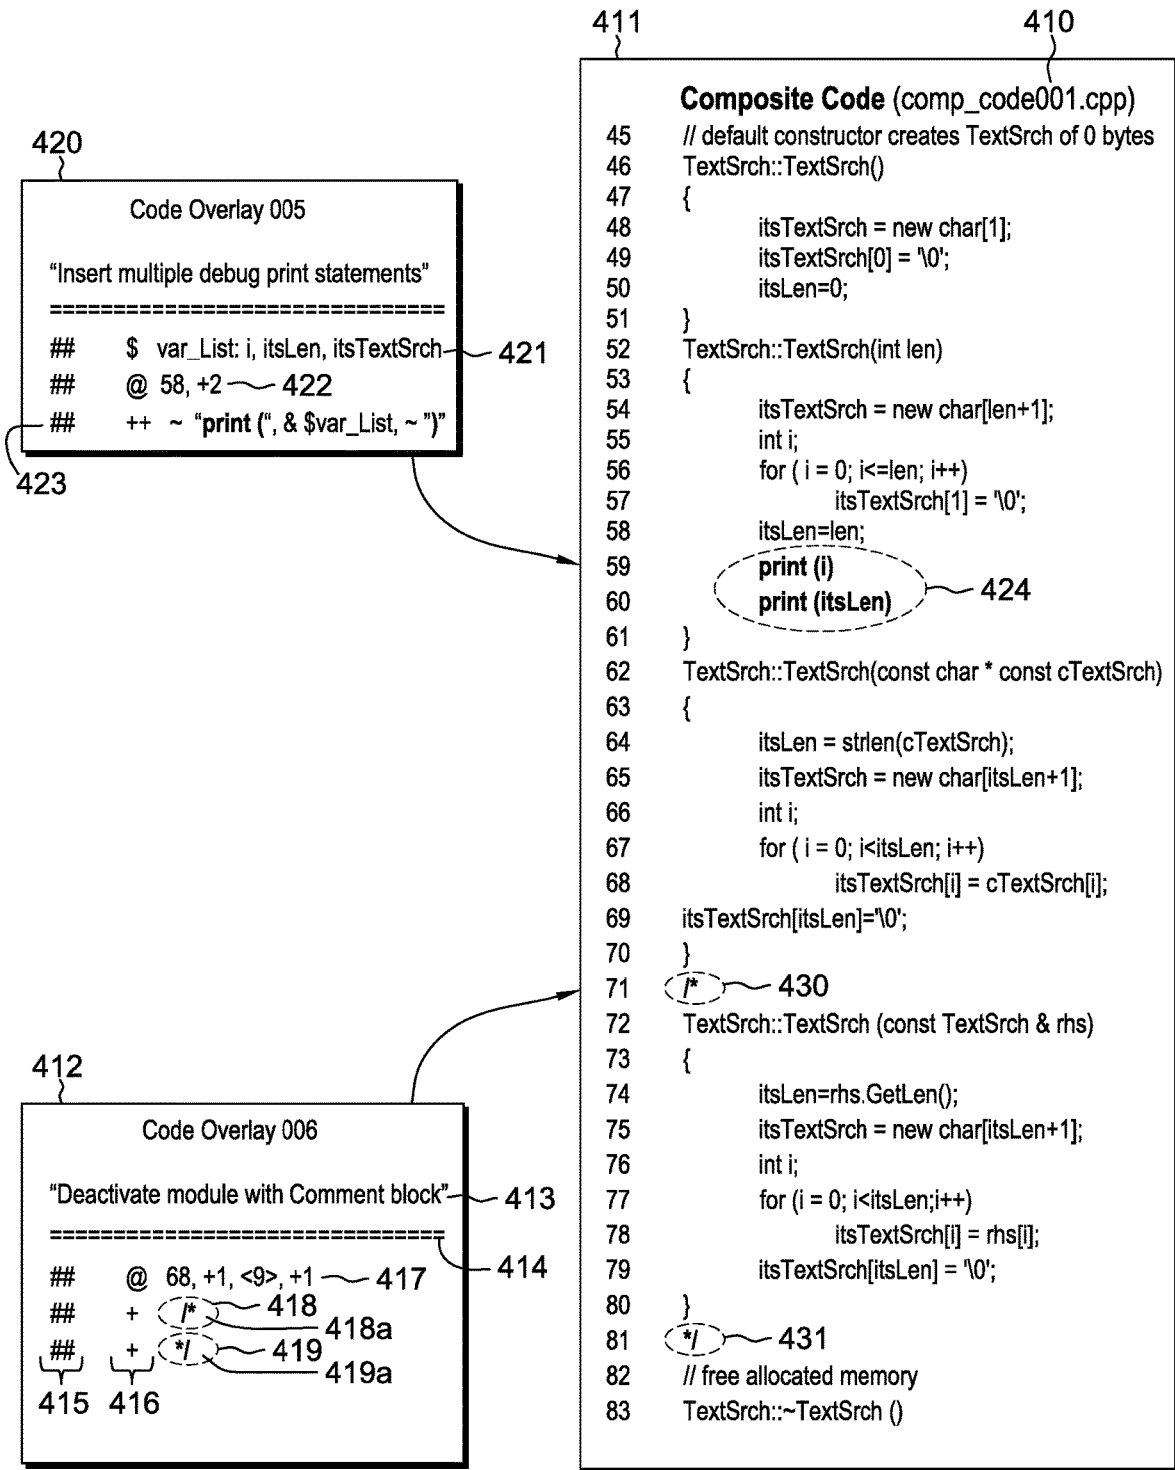 411
410
Composite Code (comp_code001.cpp)
45 // default constructor creates TextSrch of 0 bytes
46 TextSrch::TextSrch()
47 {
48 itsTextSrch = new char[1];
49 itsTextSrch[0] = '\0';
50 itsLen=0;
51 }
52 TextSrch::TextSrch(int len)
53 {
54 itsTextSrch = new char[len+1];
55 int i;
56 for ( i = 0; i<=len; i++)
57 itsTextSrch[1] = '\0';
58 itsLen=len;
59 print (i)
60 print (itsLen)
424
61 }
62 TextSrch::TextSrch(const char * const cTextSrch)
63 {
64 itsLen = strlen(cTextSrch);
65 itsTextSrch = new char[itsLen+1];
66 int i;
67 for ( i = 0; i<itsLen; i++)
68 itsTextSrch[i] = cTextSrch[i];
69 itsTextSrch[itsLen]='\0';
70 }
71 /* 430
72 TextSrch::TextSrch (const TextSrch & rhs)
73 {
74 itsLen=rhs.GetLen();
75 itsTextSrch = new char[itsLen+1];
76 int i;
77 for (i = 0; i<itsLen;i++)
78 itsTextSrch[i] = rhs[i];
79 itsTextSrch[itsLen] = '\0';
80 }
81 */ 431
82 // free allocated memory
83 TextSrch::~TextSrch ()
420
Code Overlay 005
“Insert multiple debug print statements”
=================================
## $ var_List: i, itsLen, itsTextSrch 421
## @ 58, +2 422
## ++ ~ “print (“, & $var_List, ~ ”)”
423
412
Code Overlay 006
“Deactivate module with Comment block” 413
=================================
414
## @ 68, +1, <9>, +1 417
## + /* 418
418a
## + */ 419
419a
415 416